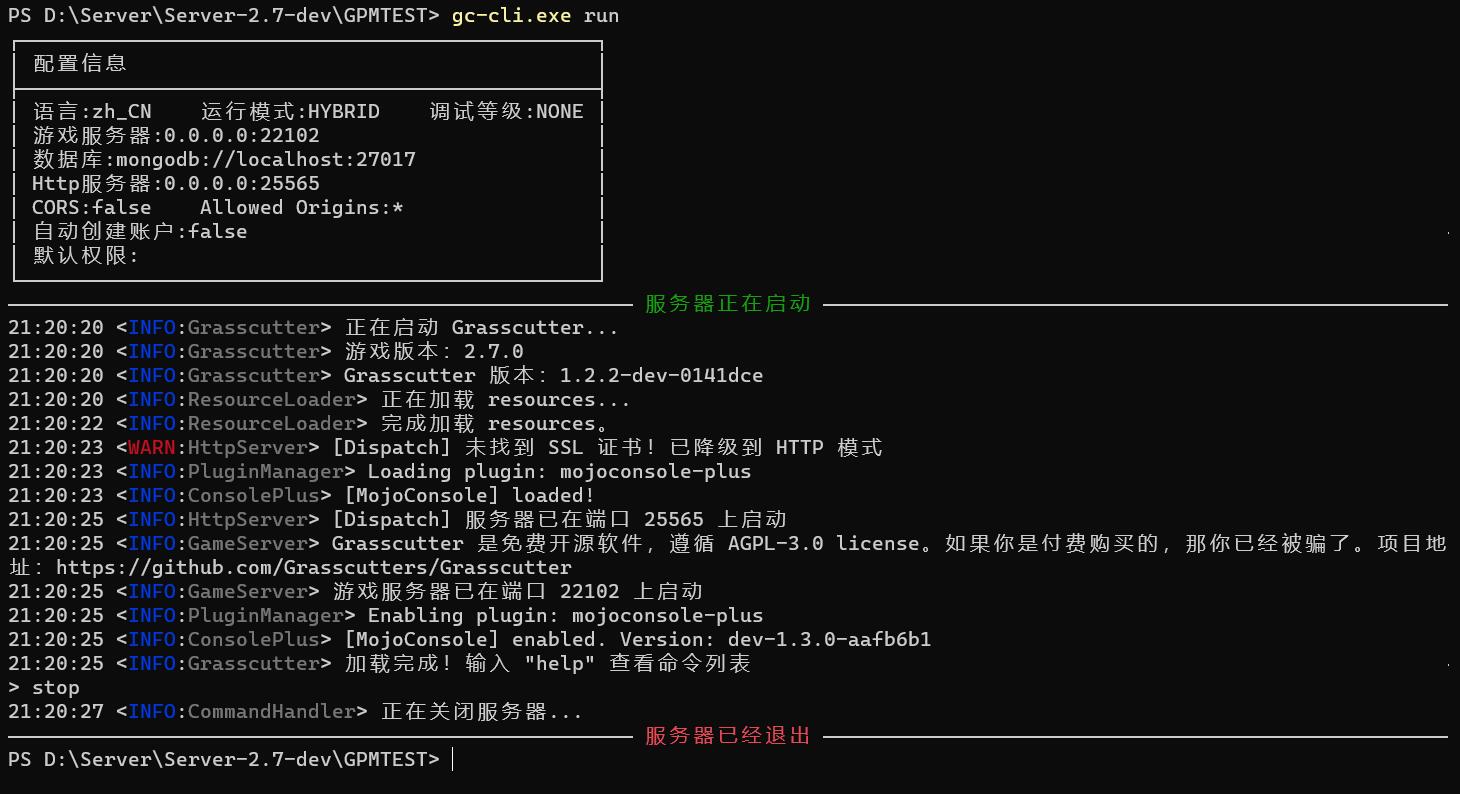 PS D:\Server\Server-2.7-dev\GPMTEST> gc-cli.exe run
配置信息
语言:zh_CN    运行模式:HYBRID    调试等级:NONE
游戏服务器:0.0.0.0:22102
数据库:mongodb://localhost:27017
Http服务器:0.0.0.0:25565
CORS:false    Allowed Origins:*
自动创建账户:false
默认权限:
服务器正在启动
21:20:20 <INFO:Grasscutter> 正在启动 Grasscutter...
21:20:20 <INFO:Grasscutter> 游戏版本：2.7.0
21:20:20 <INFO:Grasscutter> Grasscutter 版本：1.2.2-dev-0141dce
21:20:20 <INFO:ResourceLoader> 正在加载 resources...
21:20:22 <INFO:ResourceLoader> 完成加载 resources。
21:20:23 <WARN:HttpServer> [Dispatch] 未找到 SSL 证书！已降级到 HTTP 模式
21:20:23 <INFO:PluginManager> Loading plugin: mojoconsole-plus
21:20:23 <INFO:ConsolePlus> [MojoConsole] loaded!
21:20:25 <INFO:HttpServer> [Dispatch] 服务器已在端口 25565 上启动
21:20:25 <INFO:GameServer> Grasscutter 是免费开源软件，遵循 AGPL-3.0 license。如果你是付费购买的，那你已经被骗了。项目地
址：https://github.com/Grasscutters/Grasscutter
21:20:25 <INFO:GameServer> 游戏服务器已在端口 22102 上启动
21:20:25 <INFO:PluginManager> Enabling plugin: mojoconsole-plus
21:20:25 <INFO:ConsolePlus> [MojoConsole] enabled. Version: dev-1.3.0-aafb6b1
21:20:25 <INFO:Grasscutter> 加载完成！输入 "help" 查看命令列表
> stop
21:20:27 <INFO:CommandHandler> 正在关闭服务器...
服务器已经退出
PS D:\Server\Server-2.7-dev\GPMTEST>